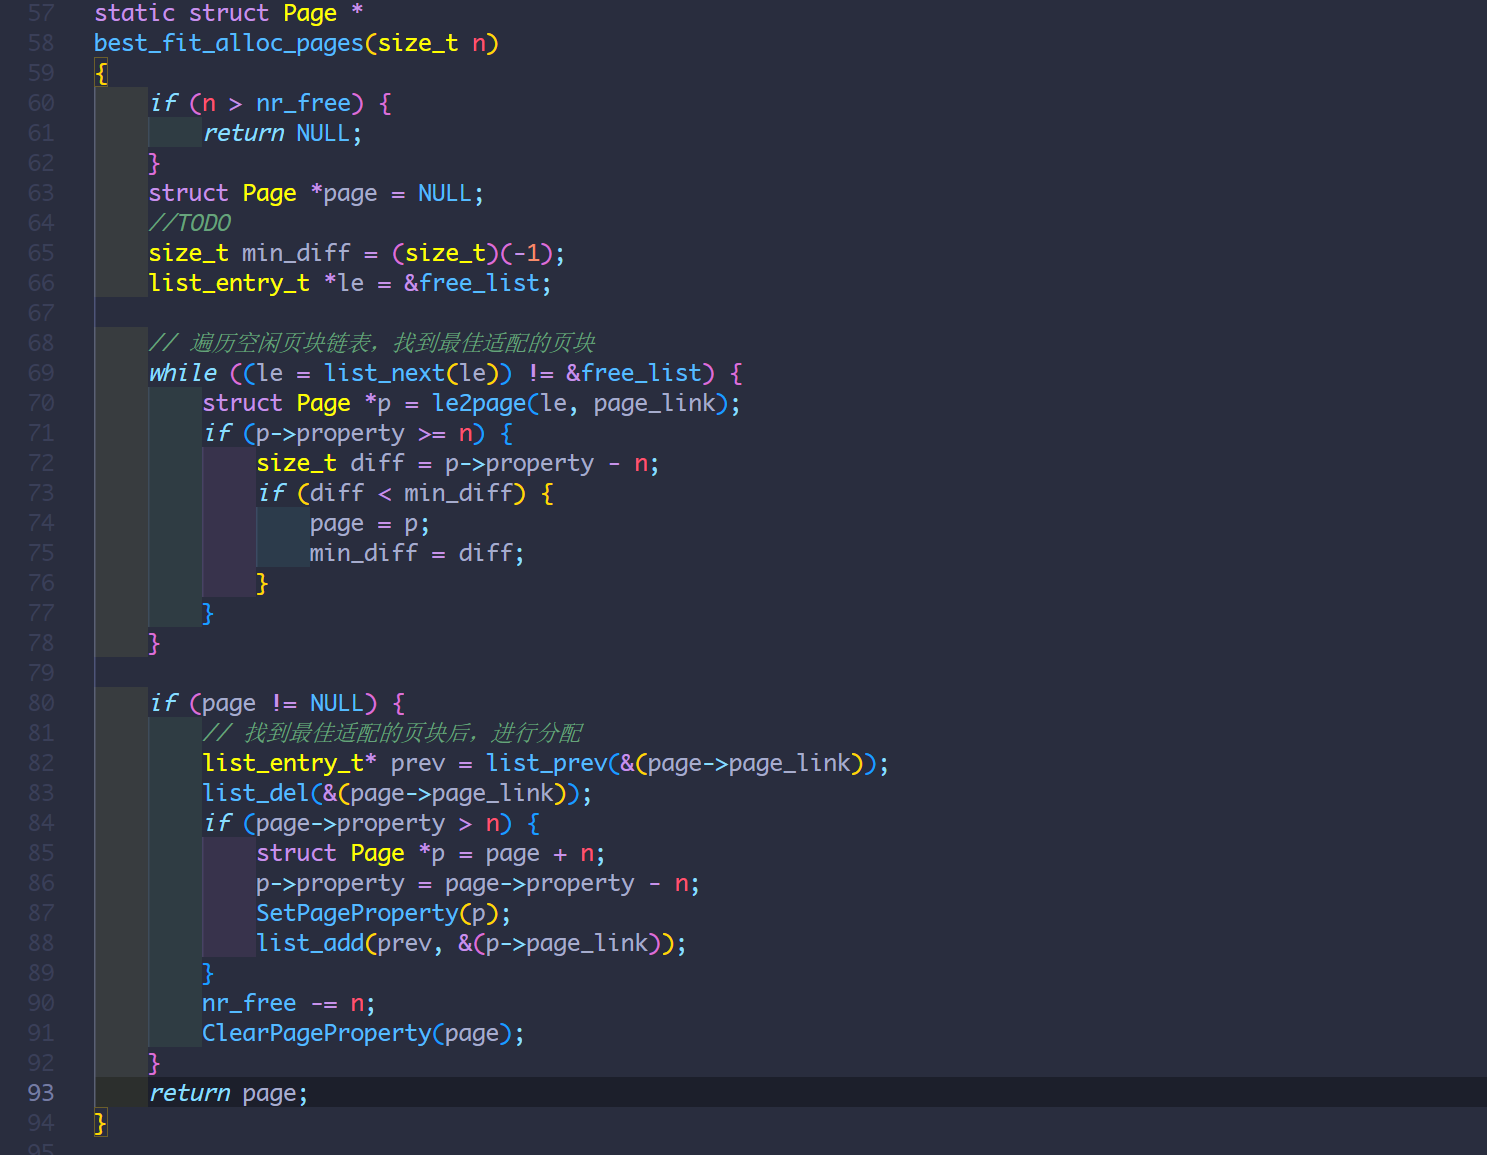 57 static struct Page *
58 best_fit_alloc_pages(size_t n)
59 {
60     if (n > nr_free) {
61         return NULL;
62     }
63     struct Page *page = NULL;
64     //TODO
65     size_t min_diff = (size_t)(-1);
66     list_entry_t *le = &free_list;
67
68     // 遍历空闲页块链表，找到最佳适配的页块
69     while ((le = list_next(le)) != &free_list) {
70         struct Page *p = le2page(le, page_link);
71         if (p->property >= n) {
72             size_t diff = p->property - n;
73             if (diff < min_diff) {
74                 page = p;
75                 min_diff = diff;
76             }
77         }
78     }
79
80     if (page != NULL) {
81         // 找到最佳适配的页块后，进行分配
82         list_entry_t* prev = list_prev(&(page->page_link));
83         list_del(&(page->page_link));
84         if (page->property > n) {
85             struct Page *p = page + n;
86             p->property = page->property - n;
87             SetPageProperty(p);
88             list_add(prev, &(p->page_link));
89         }
90         nr_free -= n;
91         ClearPageProperty(page);
92     }
93     return page;
94 }
95